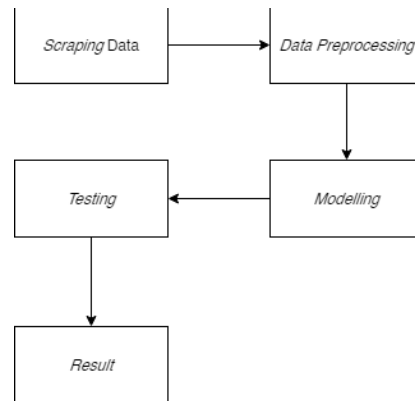 Scraping Data
Data Preprocessing
Modelling
Testing
Result